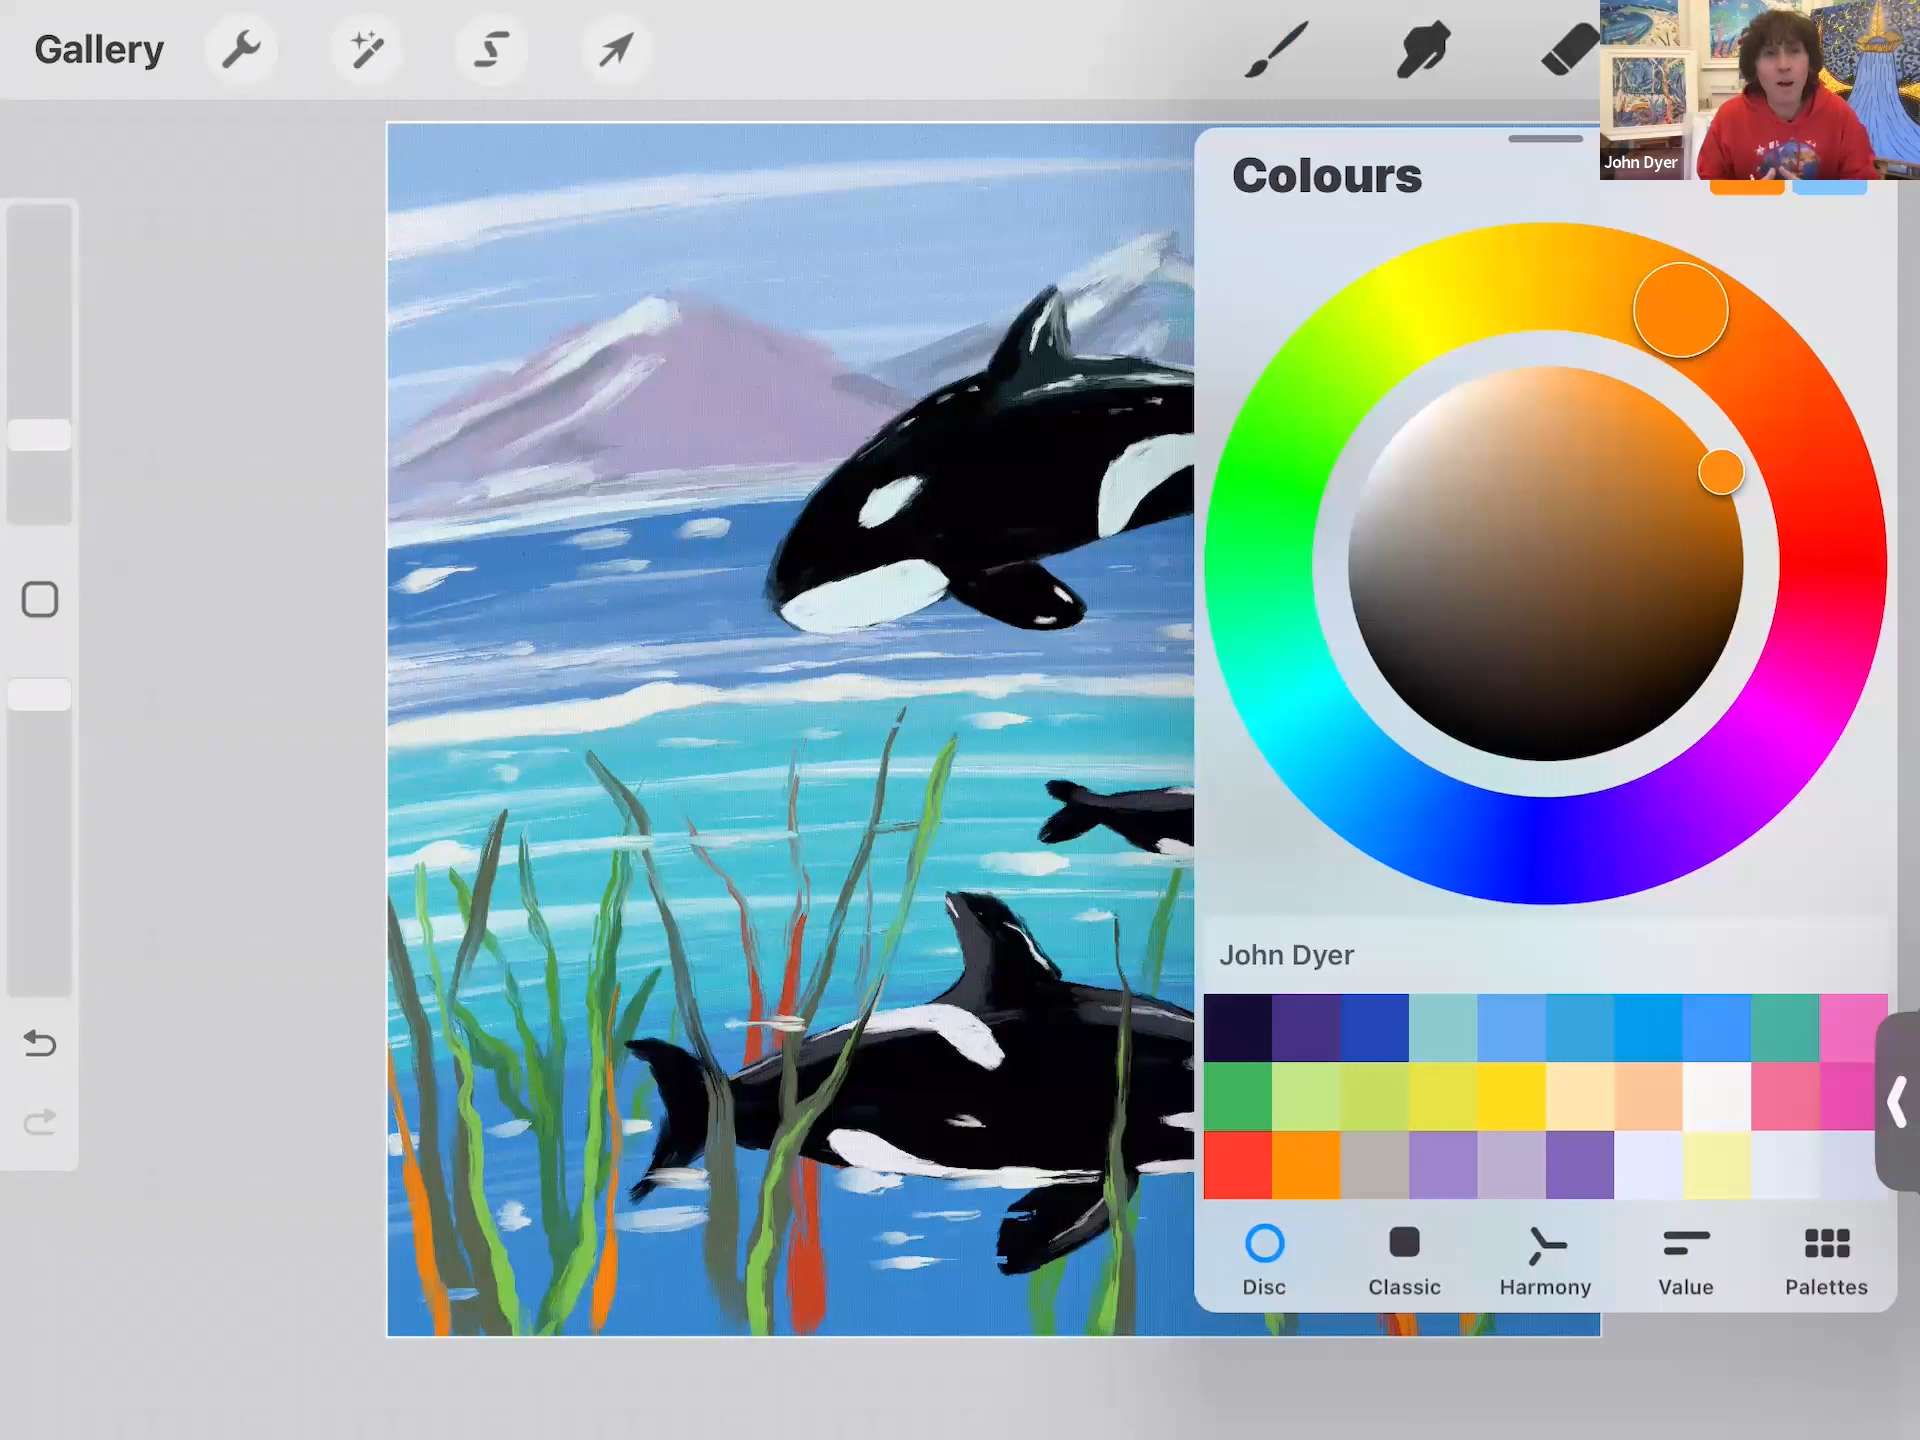 Gallery
John Dyer
Colours
John Dyer
Disc
Classic
Harmony
Value
Palettes